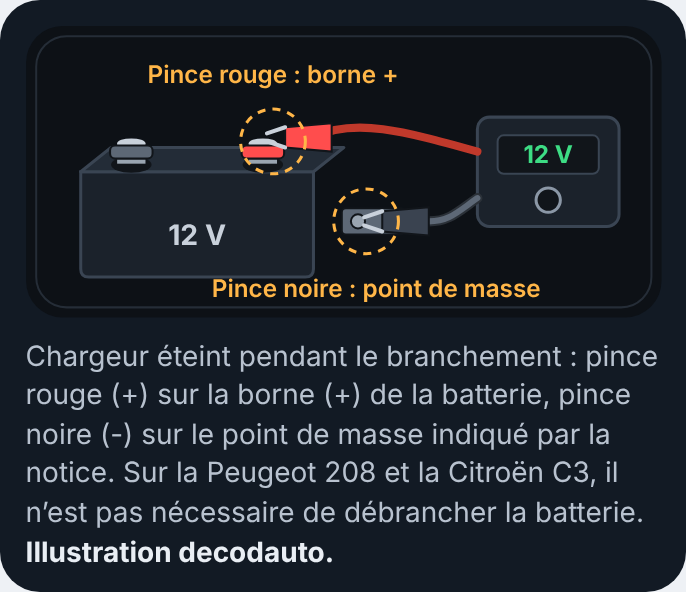 Pince rouge : borne +
12 V
12 V
Pince noire : point de masse
Chargeur éteint pendant le branchement : pince
rouge (+) sur la borne (+) de la batterie, pince
noire (-) sur le point de masse indiqué par la
notice. Sur la Peugeot 208 et la Citroën C3, il
n’est pas nécessaire de débrancher la batterie.
Illustration decodauto.